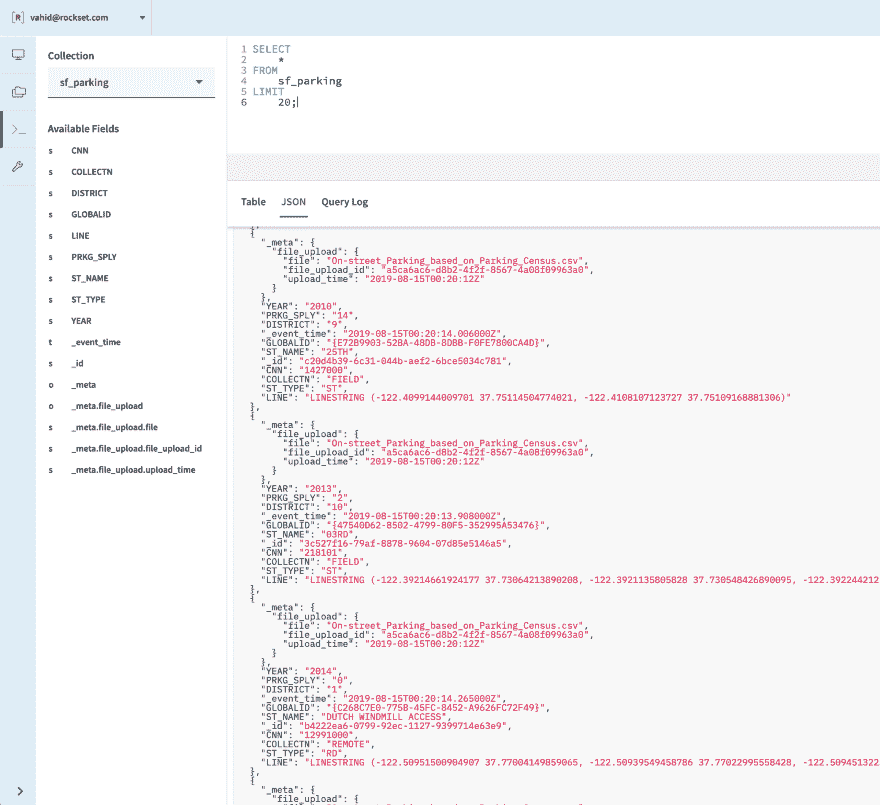 [R] vahid@rockset.com
Collection
sf_parking
Available Fields
s CNN
s COLLECTN
s DISTRICT
s GLOBALID
s LINE
s PRKG_SPLY
s ST_NAME
s ST_TYPE
s YEAR
t _event_time
s _id
o _meta
o _meta.file_upload
s _meta.file_upload.file
s _meta.file_upload.file_upload_id
s _meta.file_upload.upload_time
1 SELECT
2 *
3 FROM
4 sf_parking
5 LIMIT
6 20;
Table JSON Query Log
},
{
"_meta": {
"file_upload": {
"file": "On-street_Parking_based_on_Parking_Census.csv",
"file_upload_id": "a5ca6ac6-d8b2-4f2f-8567-4a08f09963a0",
"upload_time": "2019-08-15T00:20:12Z"
}
},
"YEAR": "2010",
"PRKG_SPLY": "14",
"DISTRICT": "9",
"_event_time": "2019-08-15T00:20:14.006000Z",
"GLOBALID": "{E72B9903-52BA-48DB-8DBB-F0FE7800CA4D}",
"ST_NAME": "25TH",
"_id": "c20d4b39-6c31-044b-aef2-6bce5034c781",
"CNN": "1427000",
"COLLECTN": "FIELD",
"ST_TYPE": "ST",
"LINE": "LINESTRING (-122.4099144009701 37.75114504774021, -122.4108107123727 37.75109168881306)"
},
{
"_meta": {
"file_upload": {
"file": "On-street_Parking_based_on_Parking_Census.csv",
"file_upload_id": "a5ca6ac6-d8b2-4f2f-8567-4a08f09963a0",
"upload_time": "2019-08-15T00:20:12Z"
}
},
"YEAR": "2013",
"PRKG_SPLY": "2",
"DISTRICT": "10",
"_event_time": "2019-08-15T00:20:13.908000Z",
"GLOBALID": "{47540D62-8502-4799-80F5-352995A53476}",
"ST_NAME": "03RD",
"_id": "3c527f16-79af-8878-9604-07d85e5146a5",
"CNN": "218101",
"COLLECTN": "FIELD",
"ST_TYPE": "ST",
"LINE": "LINESTRING (-122.39214661924177 37.73064213890208, -122.3921135805828 37.730548426890095, -122.392244212
},
{
"_meta": {
"file_upload": {
"file": "On-street_Parking_based_on_Parking_Census.csv",
"file_upload_id": "a5ca6ac6-d8b2-4f2f-8567-4a08f09963a0",
"upload_time": "2019-08-15T00:20:12Z"
}
},
"YEAR": "2014",
"PRKG_SPLY": "0",
"DISTRICT": "1",
"_event_time": "2019-08-15T00:20:14.265000Z",
"GLOBALID": "{C268C7E0-775B-45FC-8452-A9626FC72F49}",
"ST_NAME": "DUTCH WINDMILL ACCESS",
"_id": "b4222ea6-0799-92ec-1127-9399714e63e9",
"CNN": "12991000",
"COLLECTN": "REMOTE",
"ST_TYPE": "RD",
"LINE": "LINESTRING (-122.50951500904907 37.77004149859065, -122.50939549458786 37.77022995558428, -122.509451322
},
{
"_meta": {
"file_upload": {
"file": "On-street_Parking_based_on_Parking_Census.csv",